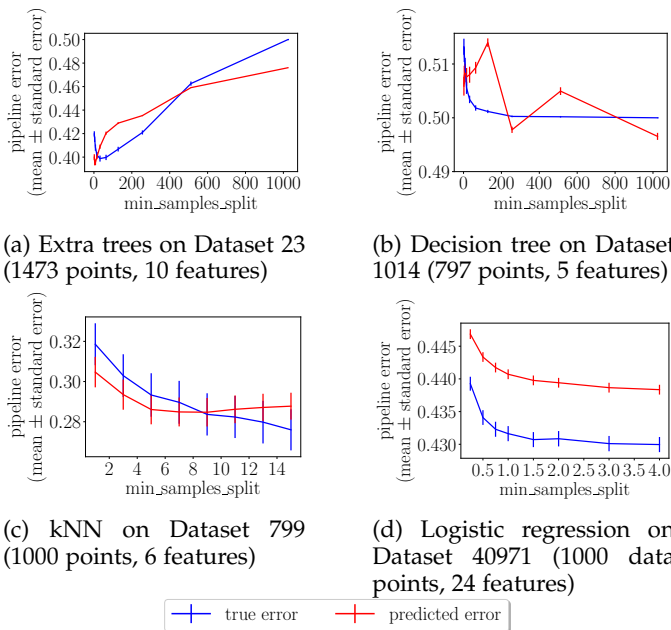 pipeline error
(mean ± standard error)
0.50
0.48
0.46
0.44
0.42
0.40
0 200 400 600 800 1000
min_samples_split
(a) Extra trees on Dataset 23
(1473 points, 10 features)
pipeline error
(mean ± standard error)
0.51
0.50
0.49
0 200 400 600 800 1000
min_samples_split
(b) Decision tree on Dataset
1014 (797 points, 5 features)
pipeline error
(mean ± standard error)
0.32
0.30
0.28
2 4 6 8 10 12 14
min_samples_split
(c) kNN on Dataset 799
(1000 points, 6 features)
pipeline error
(mean ± standard error)
0.445
0.440
0.435
0.430
0.5 1.0 1.5 2.0 2.5 3.0 3.5 4.0
min_samples_split
(d) Logistic regression on
Dataset 40971 (1000 data
points, 24 features)
true error
predicted error